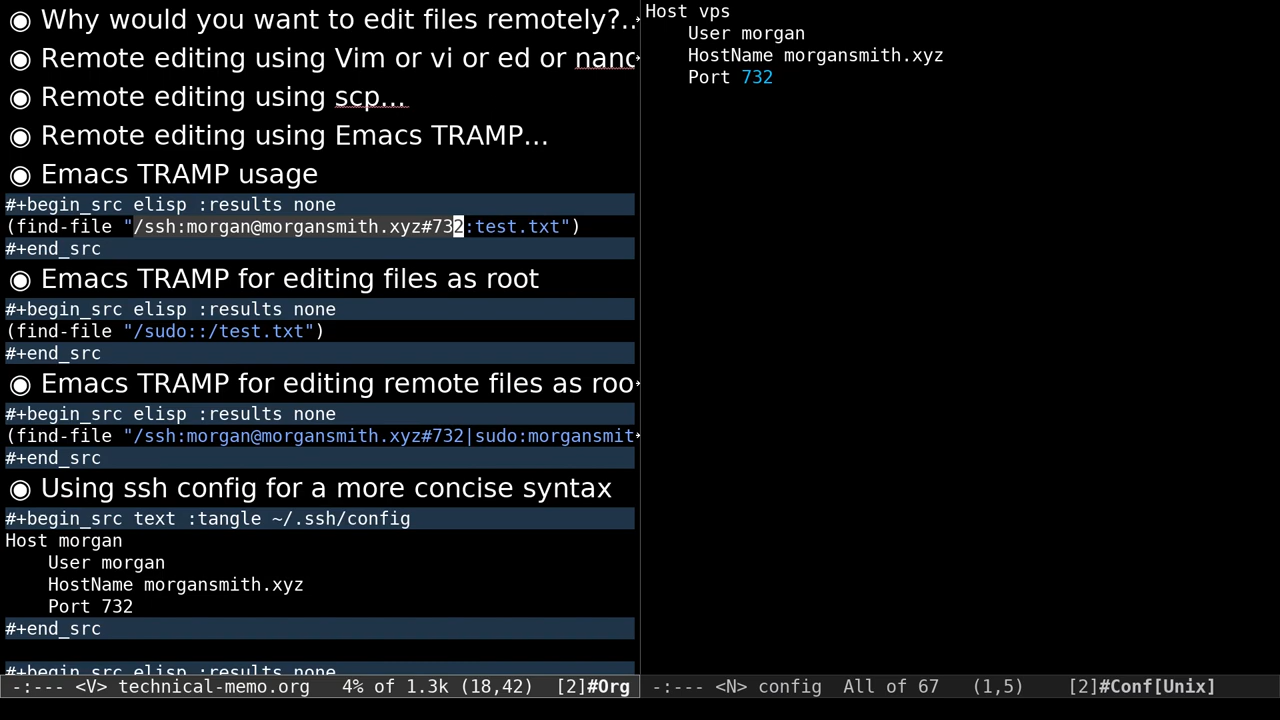 ◉ Why would you want to edit files remotely?..
◉ Remote editing using Vim or vi or ed or nano
◉ Remote editing using scp...
◉ Remote editing using Emacs TRAMP...
◉ Emacs TRAMP usage
#+begin_src elisp :results none
(find-file "/ssh:morgan@morgansmith.xyz#732:test.txt")
#+end_src
◉ Emacs TRAMP for editing files as root
#+begin_src elisp :results none
(find-file "/sudo::/test.txt")
#+end_src
◉ Emacs TRAMP for editing remote files as roo
#+begin_src elisp :results none
(find-file "/ssh:morgan@morgansmith.xyz#732|sudo:morgansmit
#+end_src
◉ Using ssh config for a more concise syntax
#+begin_src text :tangle ~/.ssh/config
Host morgan
    User morgan
    HostName morgansmith.xyz
    Port 732
#+end_src
#+begin_src elisp :results none
-:--- <V> technical-memo.org   4% of 1.3k (18,42)  [2]#Org
Host vps
    User morgan
    HostName morgansmith.xyz
    Port 732
-:--- <N> config  All of 67   (1,5)    [2]#Conf[Unix]